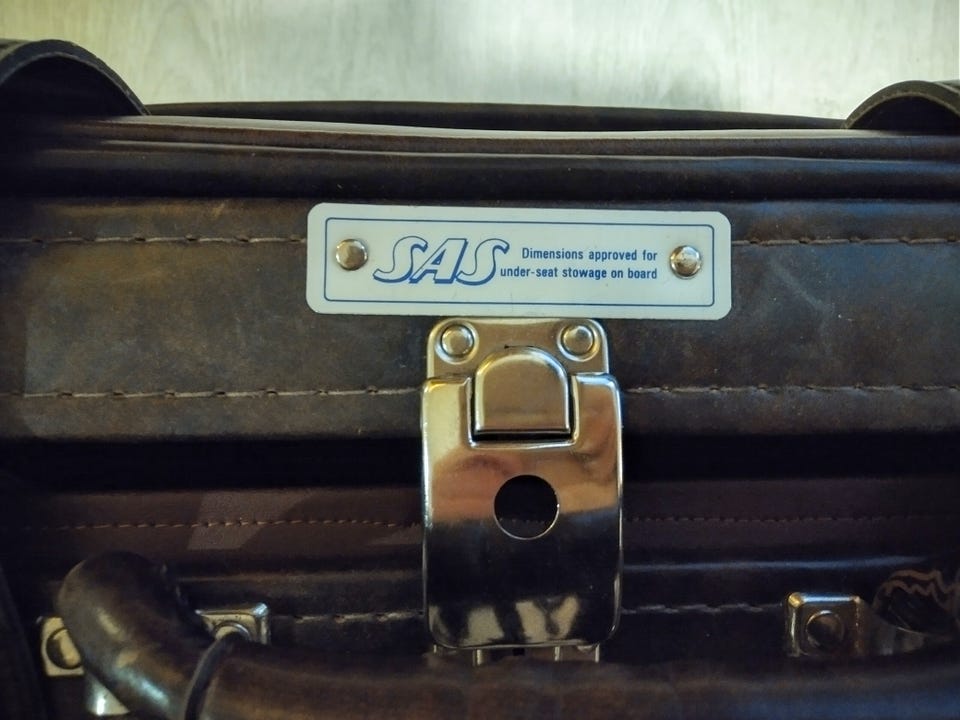 SAS
Dimensions approved for
under-seat stowage on board